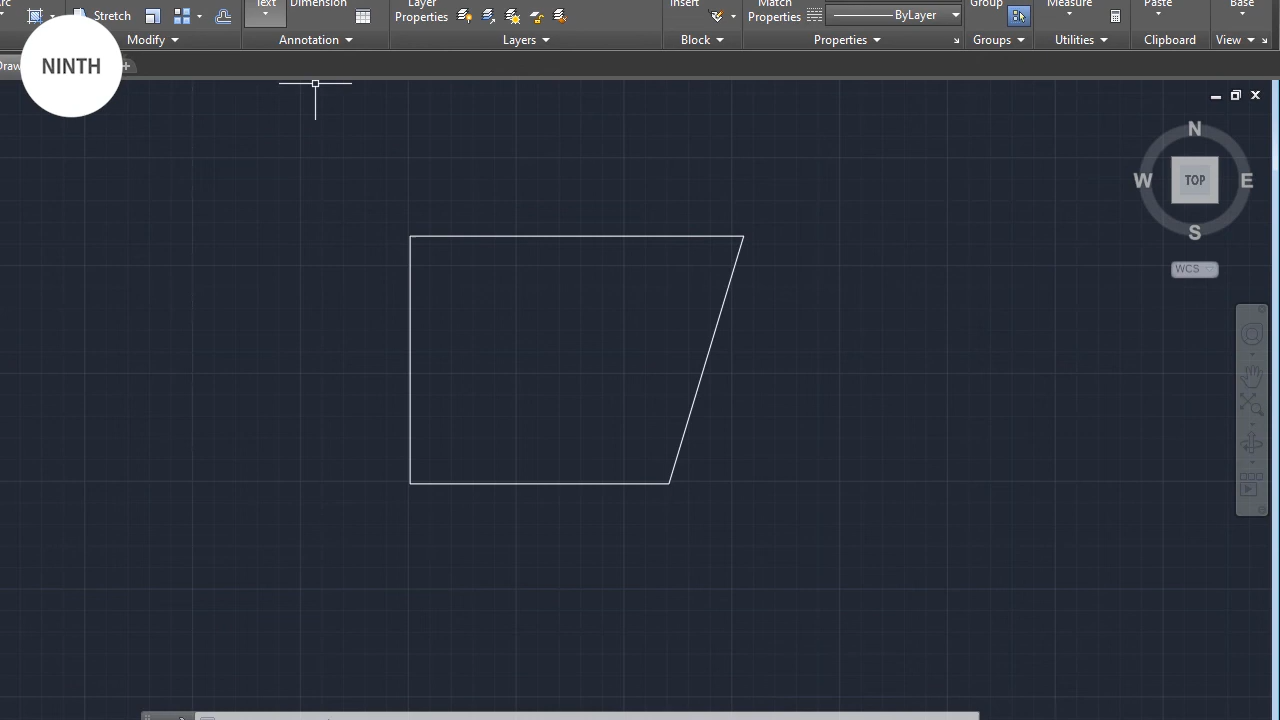 Text
Dimension
Layer
Properties
Insert
Match
Properties
ByLayer
Group
Measure
Paste
Base
Stretch
Modify
Annotation
Layers
Block
Properties
Groups
Utilities
Clipboard
View
NINTH
N
W
TOP
E
S
WCS